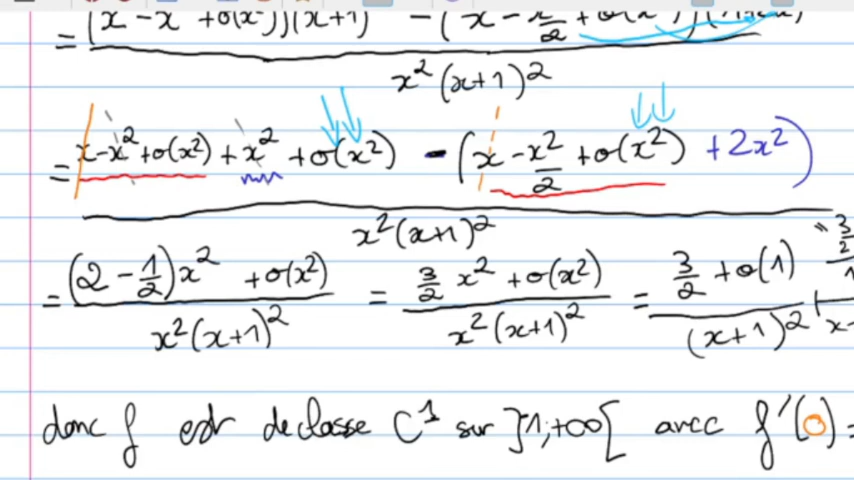 = (x - x² + o(x²))(x+1) - (x - x²/2 + o(x²))(1+2x)
x²(x+1)²
= x - x² + o(x²) + x² + o(x²) - (x - x²/2 + o(x²) + 2x²)
x²(x+1)²
= (2 - 1/2)x² + o(x²) / x²(x+1)² = 3/2 x² + o(x²) / x²(x+1)² = 3/2 + o(1) / (x+1)²
donc f est de classe C¹ sur ]1;+∞[ avec f'(0) =